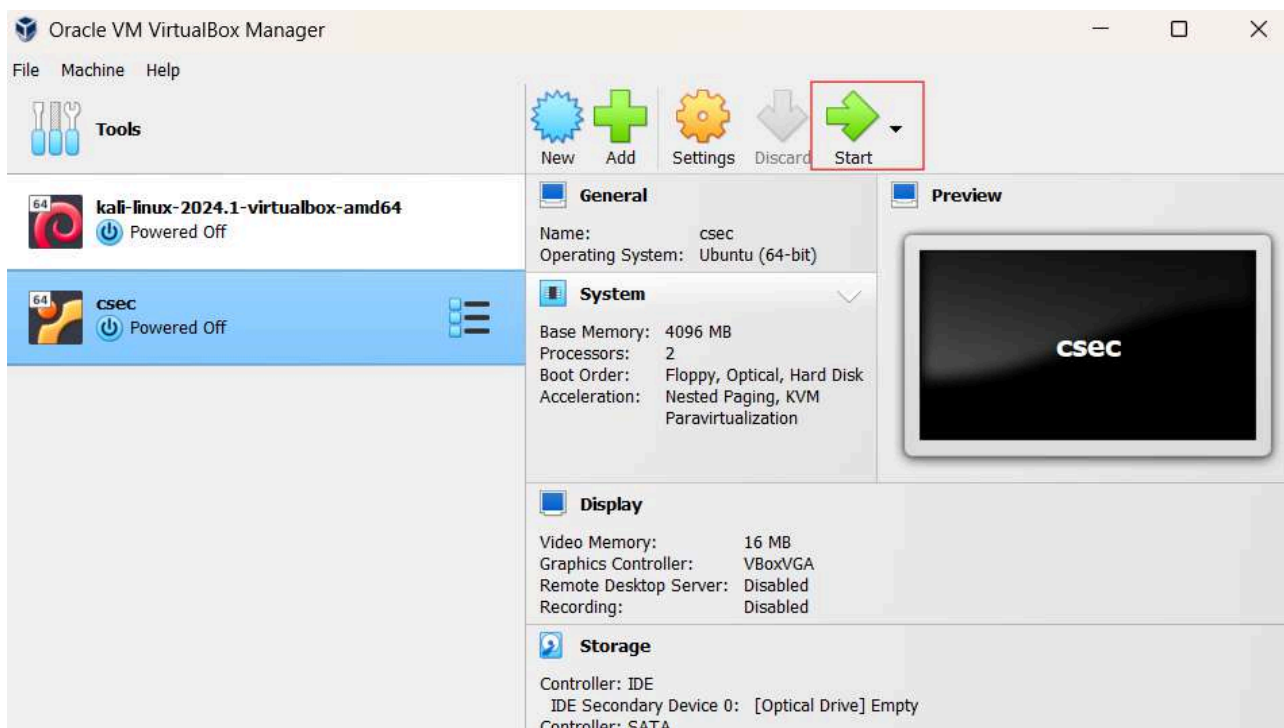 Oracle VM VirtualBox Manager
File Machine Help
Tools
New Add Settings Discard Start
64
kali-linux-2024.1-virtualbox-amd64
Powered Off
64
csec
Powered Off
General
Name: csec
Operating System: Ubuntu (64-bit)
Preview
csec
System
Base Memory: 4096 MB
Processors: 2
Boot Order: Floppy, Optical, Hard Disk
Acceleration: Nested Paging, KVM
Paravirtualization
Display
Video Memory: 16 MB
Graphics Controller: VBoxVGA
Remote Desktop Server: Disabled
Recording: Disabled
Storage
Controller: IDE
IDE Secondary Device 0: [Optical Drive] Empty
Controller: SATA